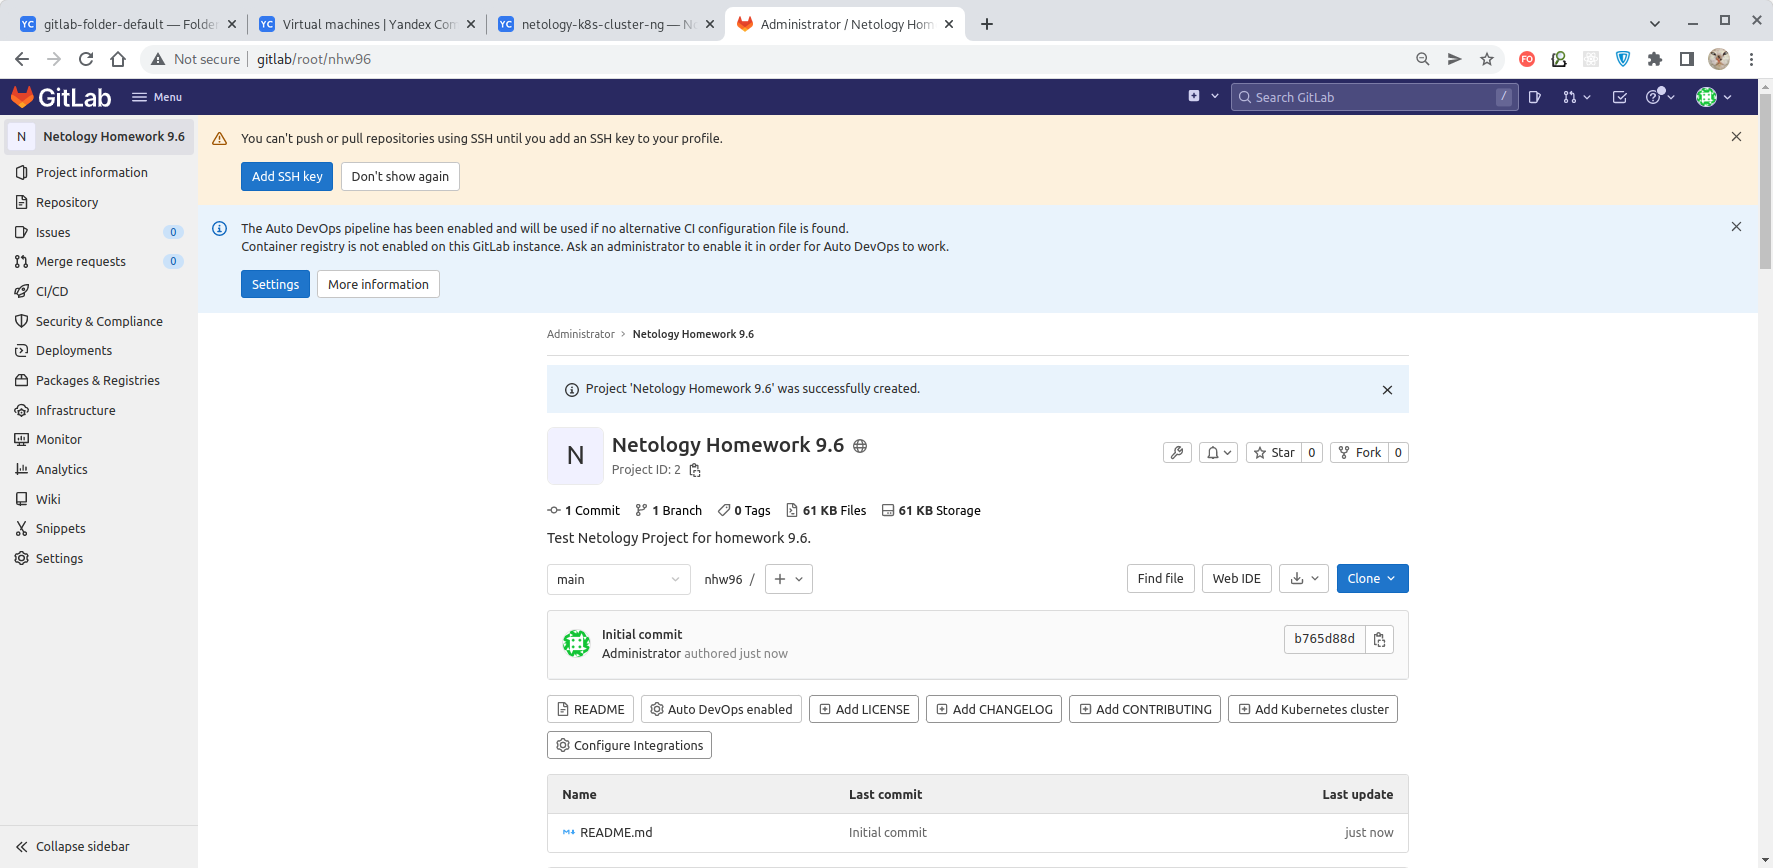 gitlab-folder-default — Folder
Virtual machines | Yandex Com
netology-k8s-cluster-ng — Ne
Administrator / Netology Hom
Not secure
gitlab/root/nhw96
GitLab
Menu
Search GitLab
/
N
Netology Homework 9.6
Project information
Repository
Issues 0
Merge requests 0
CI/CD
Security & Compliance
Deployments
Packages & Registries
Infrastructure
Monitor
Analytics
Wiki
Snippets
Settings
Collapse sidebar
You can't push or pull repositories using SSH until you add an SSH key to your profile.
Add SSH key
Don't show again
The Auto DevOps pipeline has been enabled and will be used if no alternative CI configuration file is found.
Container registry is not enabled on this GitLab instance. Ask an administrator to enable it in order for Auto DevOps to work.
Settings
More information
Administrator > Netology Homework 9.6
Project 'Netology Homework 9.6' was successfully created.
N
Netology Homework 9.6
Project ID: 2
Star 0
Fork 0
1 Commit
1 Branch
0 Tags
61 KB Files
61 KB Storage
Test Netology Project for homework 9.6.
main
nhw96 /
Find file
Web IDE
Clone
Initial commit
Administrator authored just now
b765d88d
README
Auto DevOps enabled
Add LICENSE
Add CHANGELOG
Add CONTRIBUTING
Add Kubernetes cluster
Configure Integrations
Name Last commit Last update
README.md Initial commit just now